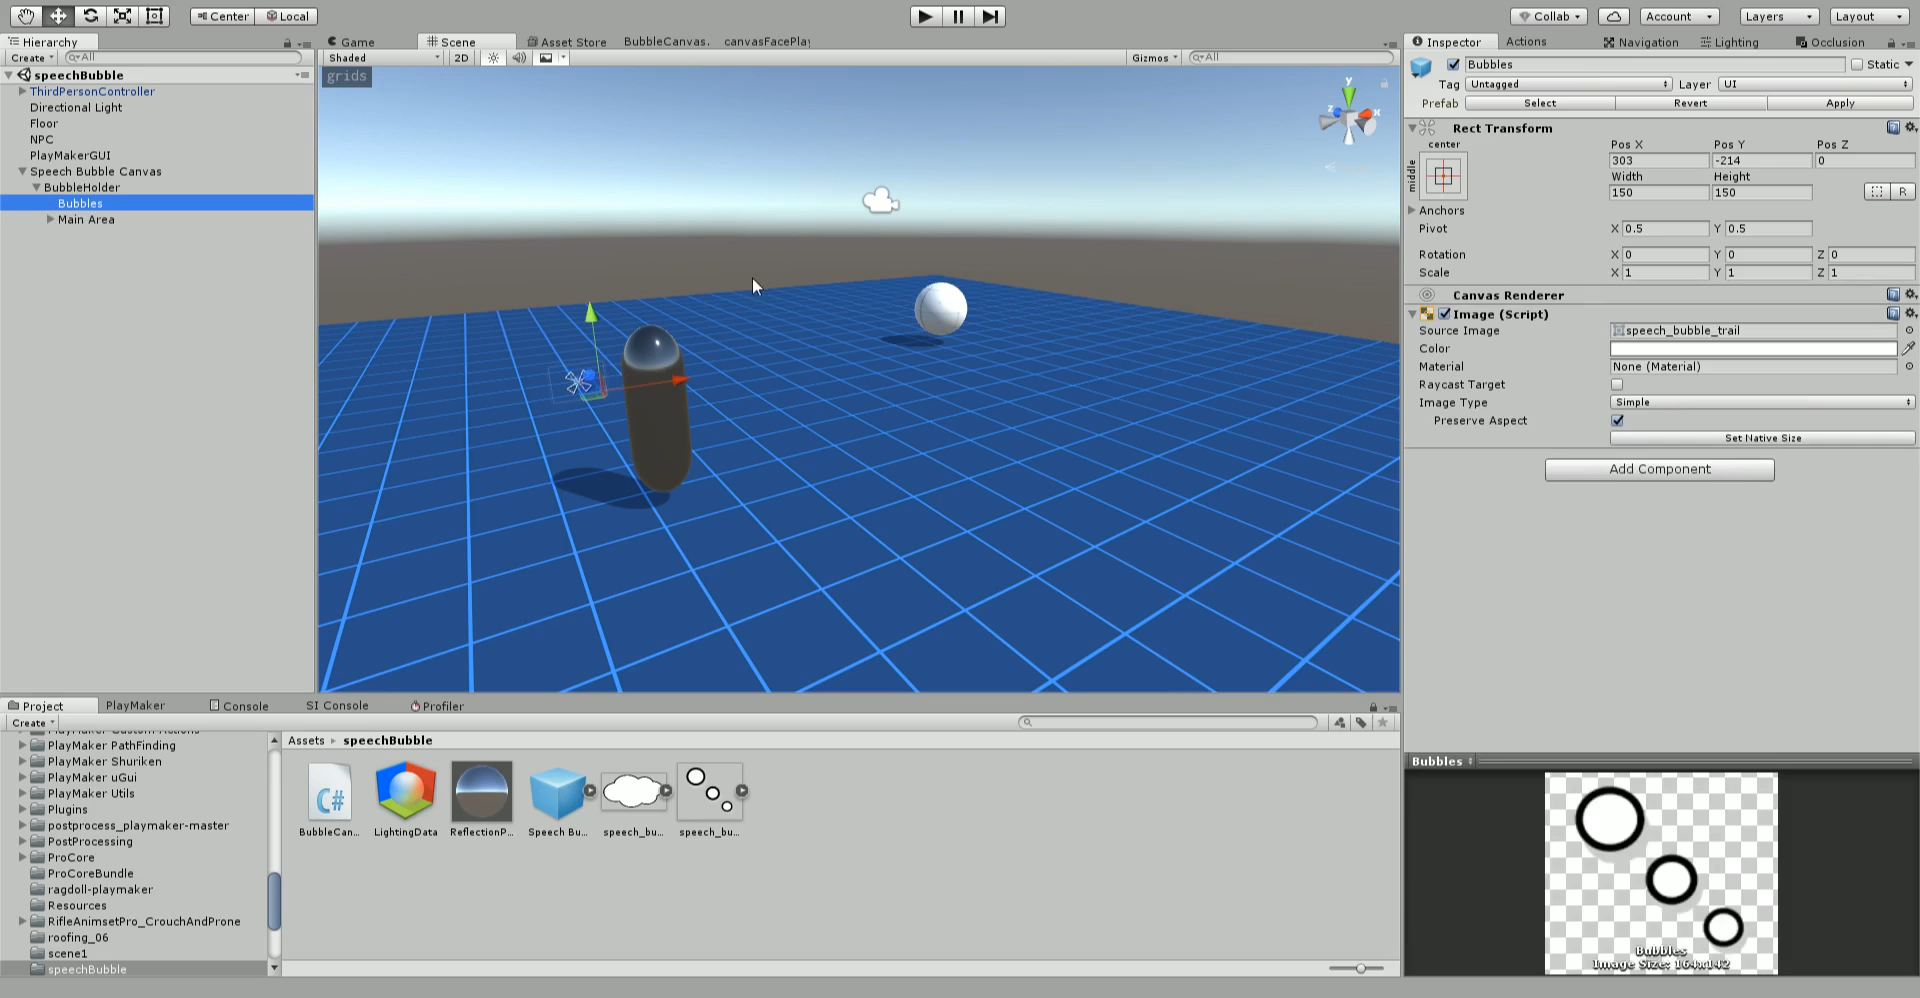 Center Local
Collab Account Layers Layout
Hierarchy
Create All
speechBubble
ThirdPersonController
Directional Light
Floor
NPC
PlayMakerGUI
Speech Bubble Canvas
BubbleHolder
Bubbles
Main Area
Game Scene Asset Store BubbleCanvas. canvasFacePlay
Shaded 2D Gizmos All
grids
y
z x
Inspector Actions Navigation Lighting Occlusion
Bubbles Static
Tag Untagged Layer UI
Prefab Select Revert Apply
Rect Transform
center Pos X Pos Y Pos Z
middle 303 -214 0
Width Height
150 150 R
Anchors
Pivot X 0.5 Y 0.5
Rotation X 0 Y 0 Z 0
Scale X 1 Y 1 Z 1
Canvas Renderer
Image (Script)
Source Image speech_bubble_trail
Color
Material None (Material)
Raycast Target
Image Type Simple
Preserve Aspect
Set Native Size
Add Component
Project PlayMaker Console SI Console Profiler
Create
PlayMaker Custom Actions
PlayMaker PathFinding
PlayMaker Shuriken
PlayMaker uGui
PlayMaker Utils
Plugins
postprocess_playmaker-master
PostProcessing
ProCore
ProCoreBundle
ragdoll-playmaker
Resources
RifleAnimsetPro_CrouchAndProne
roofing_06
scene1
speechBubble
Assets speechBubble
C#
BubbleCan... LightingData ReflectionP... Speech Bu... speech_bu... speech_bu...
Bubbles
Bubbles
Image Size: 164x142